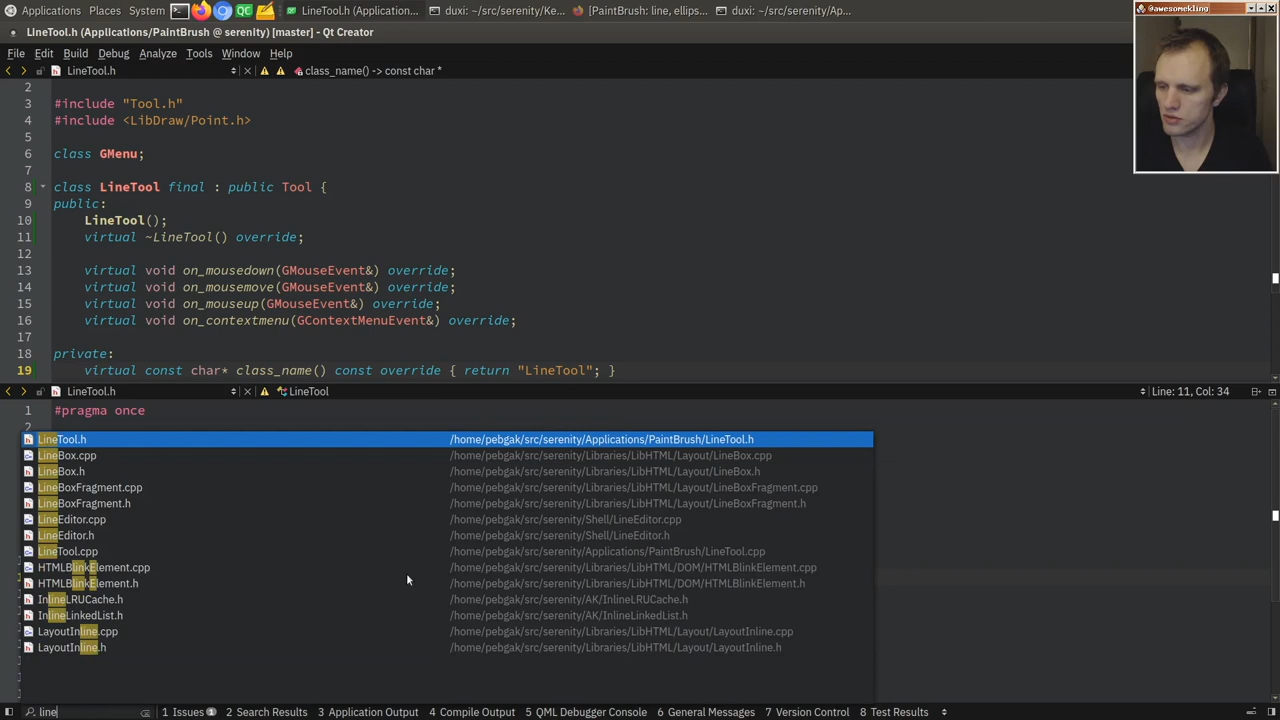 Applications Places System LineTool.h (Application... duxi: ~/src/serenity/Ke... [PaintBrush: line, ellips... duxi: ~/src/serenity/Ap...
@awesomekling
LineTool.h (Applications/PaintBrush @ serenity) [master] - Qt Creator
File Edit Build Debug Analyze Tools Window Help
LineTool.h class_name() -> const char *
2
3 #include "Tool.h"
4 #include <LibDraw/Point.h>
5
6 class GMenu;
7
8 class LineTool final : public Tool {
9 public:
10 LineTool();
11 virtual ~LineTool() override;
12
13 virtual void on_mousedown(GMouseEvent&) override;
14 virtual void on_mousemove(GMouseEvent&) override;
15 virtual void on_mouseup(GMouseEvent&) override;
16 virtual void on_contextmenu(GContextMenuEvent&) override;
17
18 private:
19 virtual const char* class_name() const override { return "LineTool"; }
LineTool.h LineTool Line: 11, Col: 34
1 #pragma once
2
LineTool.h /home/pebgak/src/serenity/Applications/PaintBrush/LineTool.h
LineBox.cpp /home/pebgak/src/serenity/Libraries/LibHTML/Layout/LineBox.cpp
LineBox.h /home/pebgak/src/serenity/Libraries/LibHTML/Layout/LineBox.h
LineBoxFragment.cpp /home/pebgak/src/serenity/Libraries/LibHTML/Layout/LineBoxFragment.cpp
LineBoxFragment.h /home/pebgak/src/serenity/Libraries/LibHTML/Layout/LineBoxFragment.h
LineEditor.cpp /home/pebgak/src/serenity/Shell/LineEditor.cpp
LineEditor.h /home/pebgak/src/serenity/Shell/LineEditor.h
LineTool.cpp /home/pebgak/src/serenity/Applications/PaintBrush/LineTool.cpp
HTMLBlinkElement.cpp /home/pebgak/src/serenity/Libraries/LibHTML/DOM/HTMLBlinkElement.cpp
HTMLBlinkElement.h /home/pebgak/src/serenity/Libraries/LibHTML/DOM/HTMLBlinkElement.h
InlineLRUCache.h /home/pebgak/src/serenity/AK/InlineLRUCache.h
InlineLinkedList.h /home/pebgak/src/serenity/AK/InlineLinkedList.h
LayoutInline.cpp /home/pebgak/src/serenity/Libraries/LibHTML/Layout/LayoutInline.cpp
LayoutInline.h /home/pebgak/src/serenity/Libraries/LibHTML/Layout/LayoutInline.h
line 1 Issues 1 2 Search Results 3 Application Output 4 Compile Output 5 QML Debugger Console 6 General Messages 7 Version Control 8 Test Results